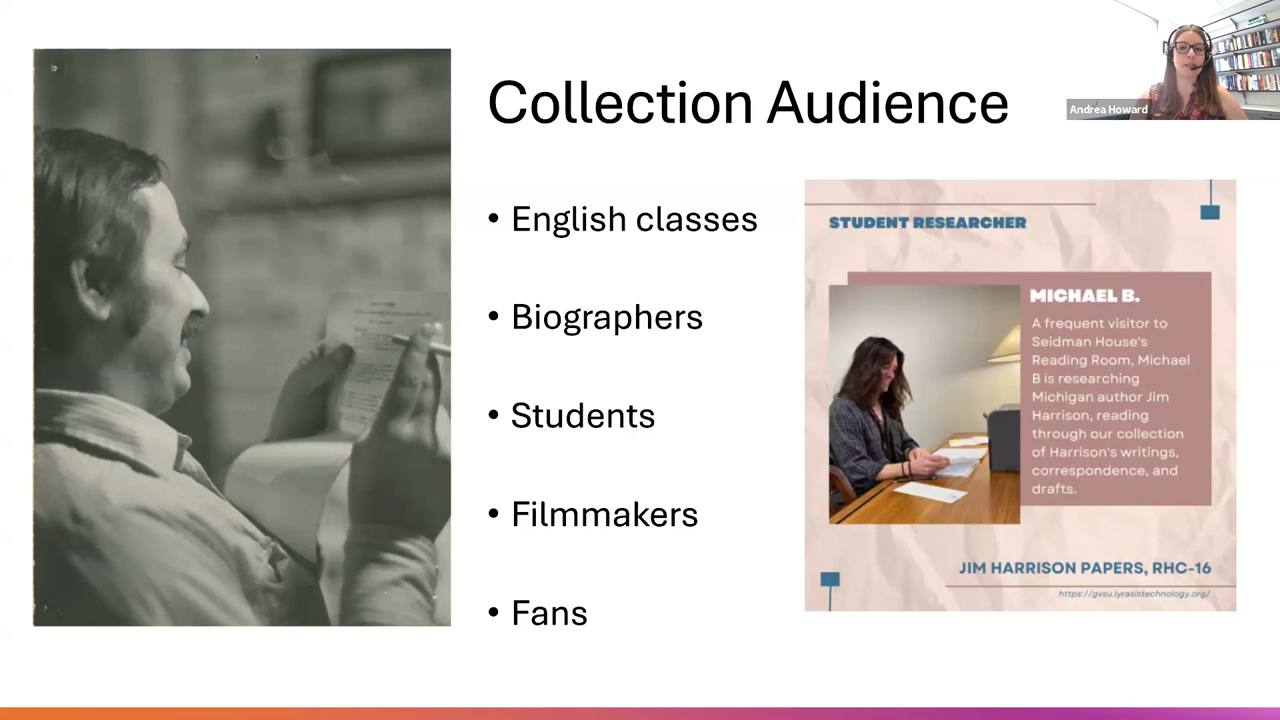 Collection Audience
Andrea Howard
• English classes
• Biographers
• Students
• Filmmakers
• Fans
STUDENT RESEARCHER
MICHAEL B.
A frequent visitor to
Seidman House's
Reading Room, Michael
B is researching
Michigan author Jim
Harrison, reading
through our collection
of Harrison's writings,
correspondence, and
drafts.
JIM HARRISON PAPERS, RHC-16
https://gvsu.lyrasistechnology.org/